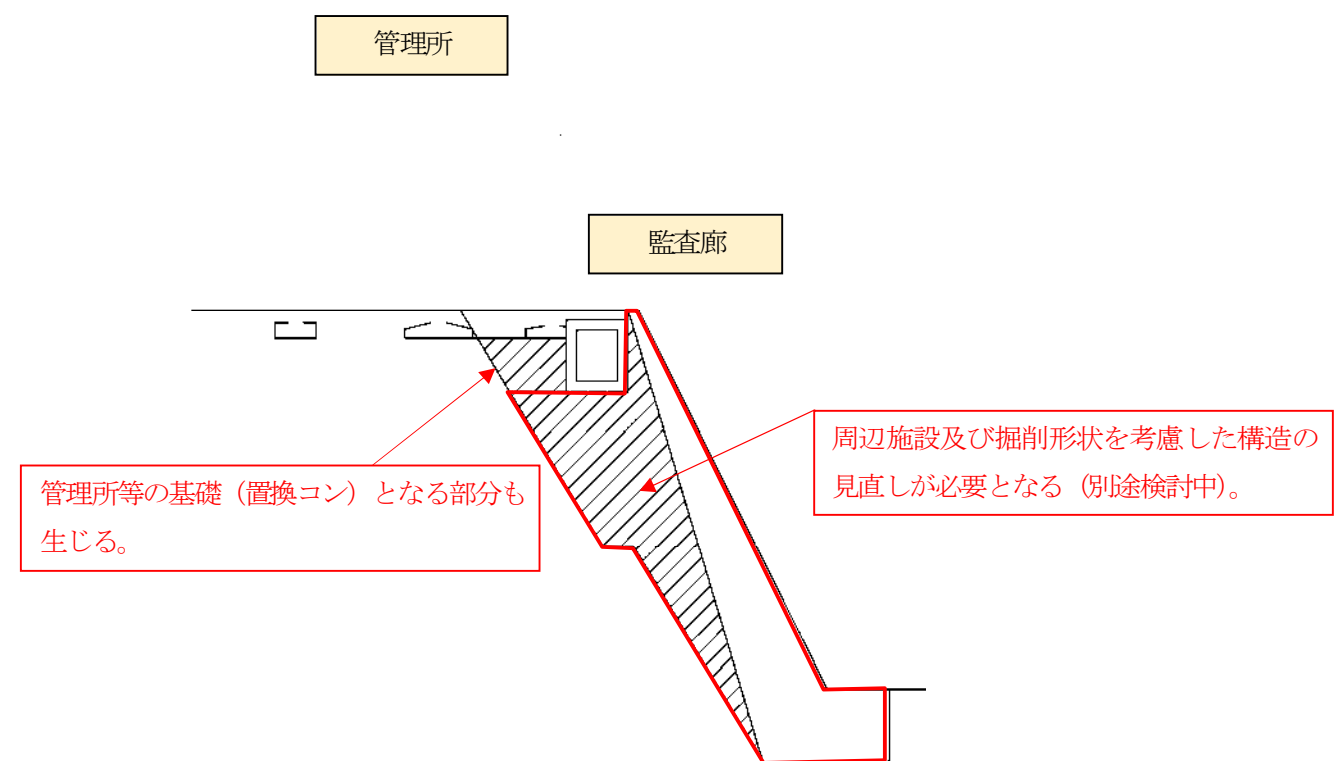 管理所
監査廊
周辺施設及び掘削形状を考慮した構造の
見直しが必要となる（別途検討中）。
管理所等の基礎（置換コン）となる部分も
生じる。